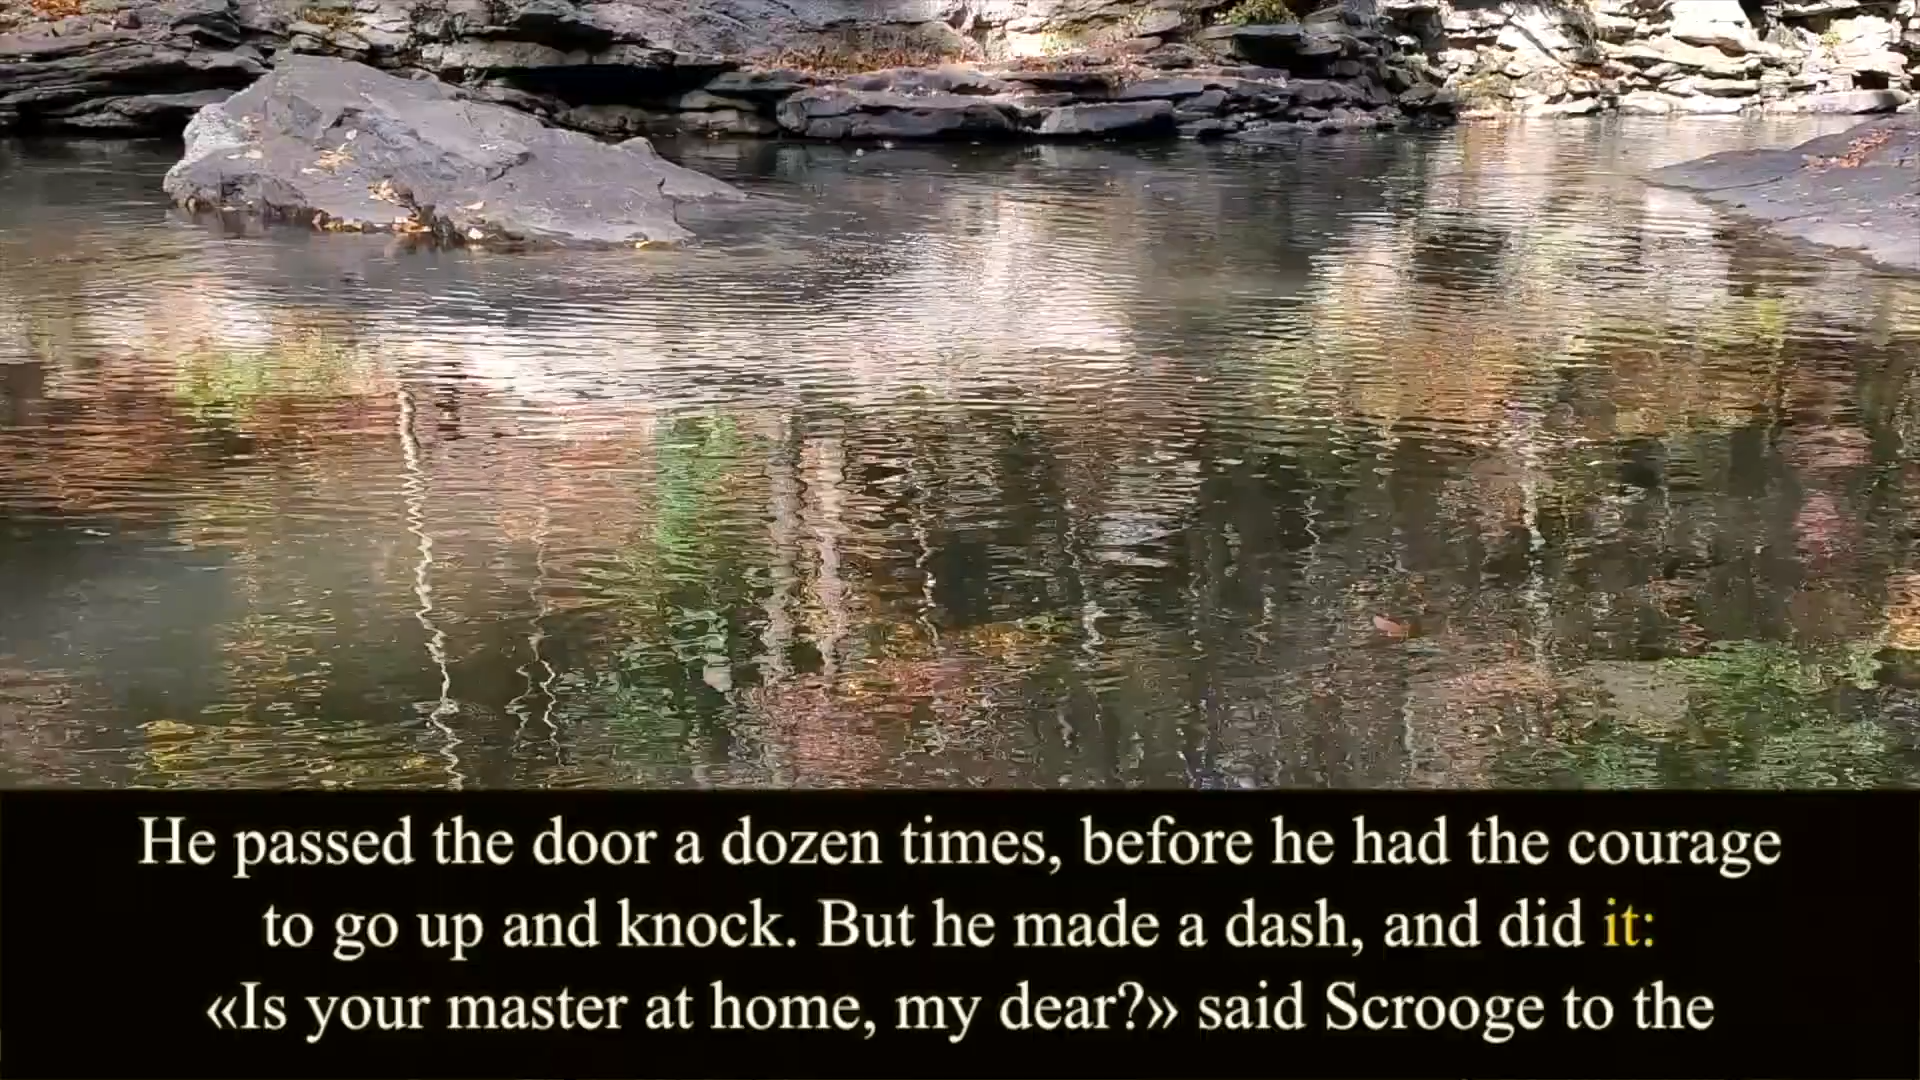 He passed the door a dozen times, before he had the courage
to go up and knock. But he made a dash, and did it:
«Is your master at home, my dear?» said Scrooge to the